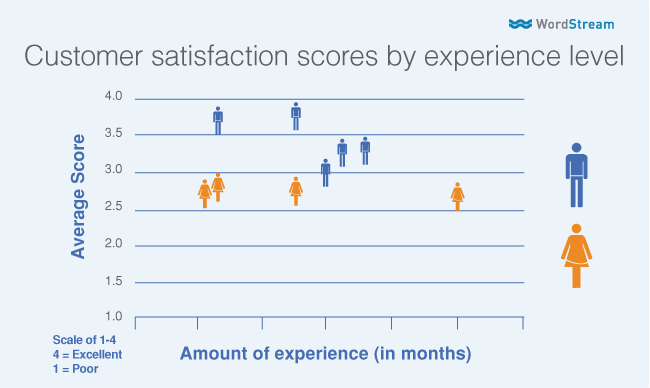 WordStream
Customer satisfaction scores by experience level
4.0
3.5
3.0
2.5
2.0
1.5
1.0
Average Score
Scale of 1-4
4 = Excellent
1 = Poor
Amount of experience (in months)